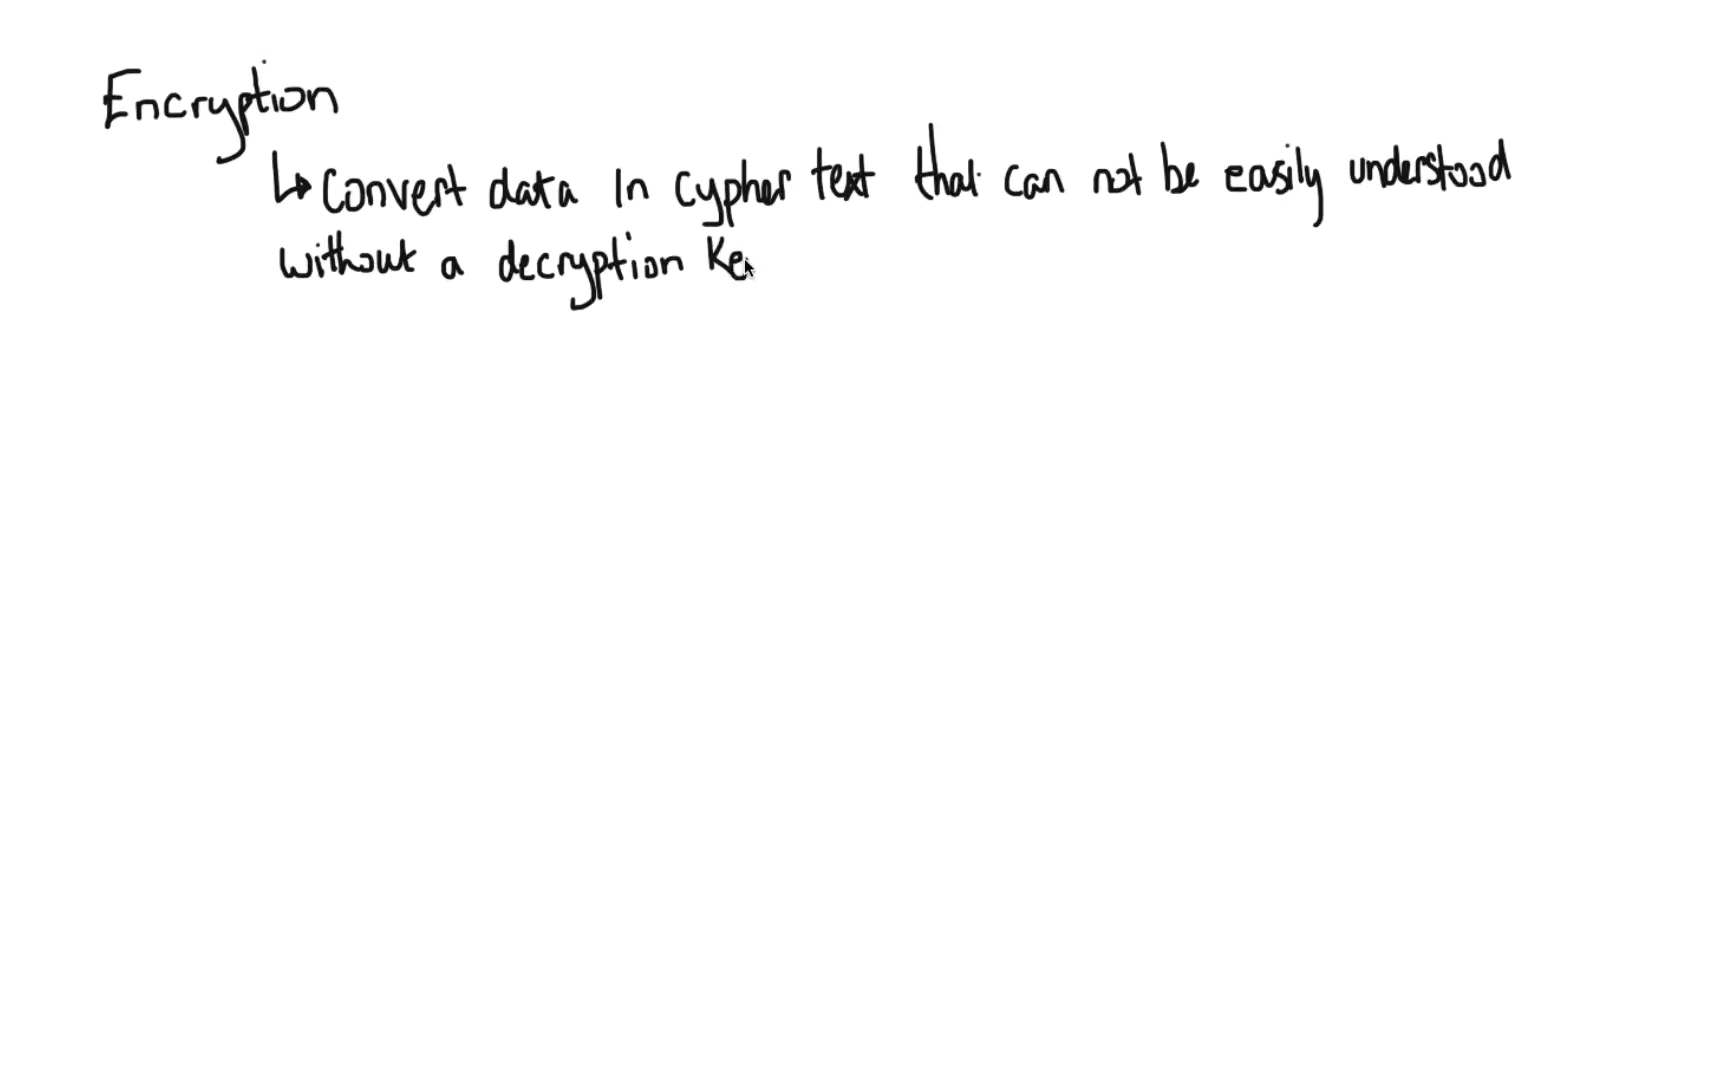 Encryption
↳ Convert data in cypher text that can not be easily understood
without a decryption Ke